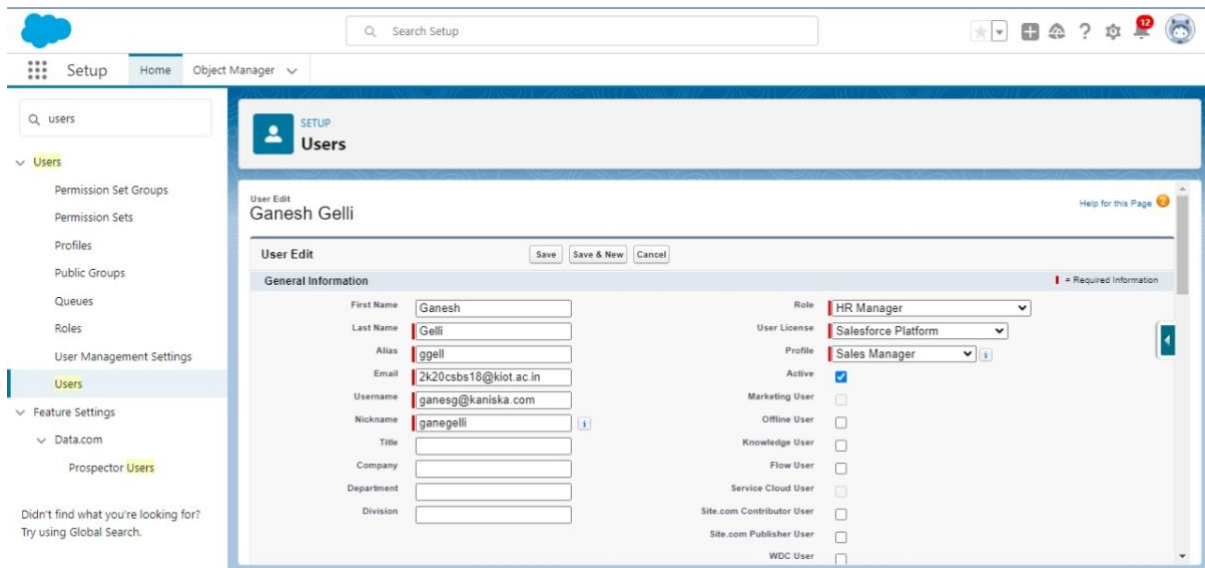 Search Setup
12
Setup
Home
Object Manager
users
Users
Permission Set Groups
Permission Sets
Profiles
Public Groups
Queues
Roles
User Management Settings
Users
Feature Settings
Data.com
Prospector Users
Didn't find what you're looking for?
Try using Global Search.
SETUP
Users
User Edit
Ganesh Gelli
Help for this Page
User Edit
Save
Save & New
Cancel
General Information
= Required Information
First Name Ganesh
Last Name Gelli
Alias ggell
Email 2k20csbs18@kiot.ac.in
Username ganesg@kaniska.com
Nickname ganegelli
Title
Company
Department
Division
Role HR Manager
User License Salesforce Platform
Profile Sales Manager
Active
Marketing User
Offline User
Knowledge User
Flow User
Service Cloud User
Site.com Contributor User
Site.com Publisher User
WDC User